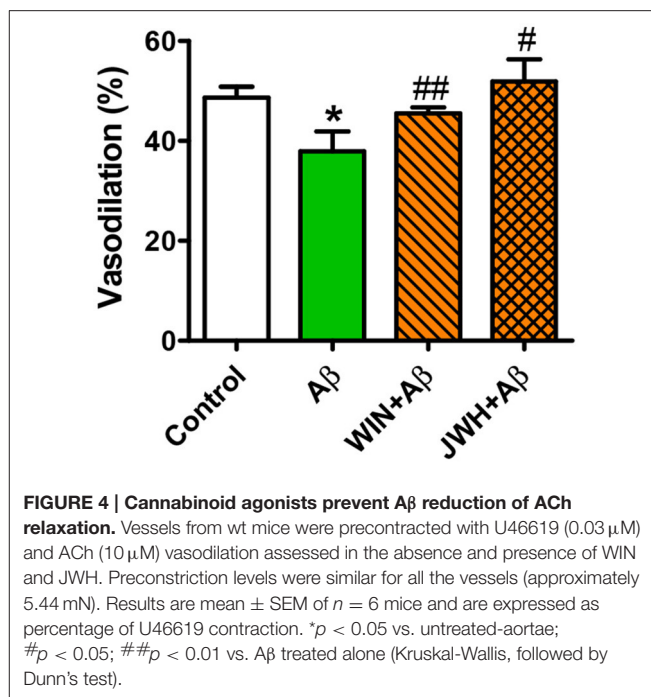 60
40
20
0
Vasodilation (%)
*
##
#
Control
Aβ
WIN+Aβ
JWH+Aβ
FIGURE 4 | Cannabinoid agonists prevent Aβ reduction of ACh
relaxation. Vessels from wt mice were precontracted with U46619 (0.03 μM)
and ACh (10 μM) vasodilation assessed in the absence and presence of WIN
and JWH. Preconstriction levels were similar for all the vessels (approximately
5.44 mN). Results are mean ± SEM of n = 6 mice and are expressed as
percentage of U46619 contraction. *p < 0.05 vs. untreated-aortae;
#p < 0.05; ##p < 0.01 vs. Aβ treated alone (Kruskal-Wallis, followed by
Dunn's test).